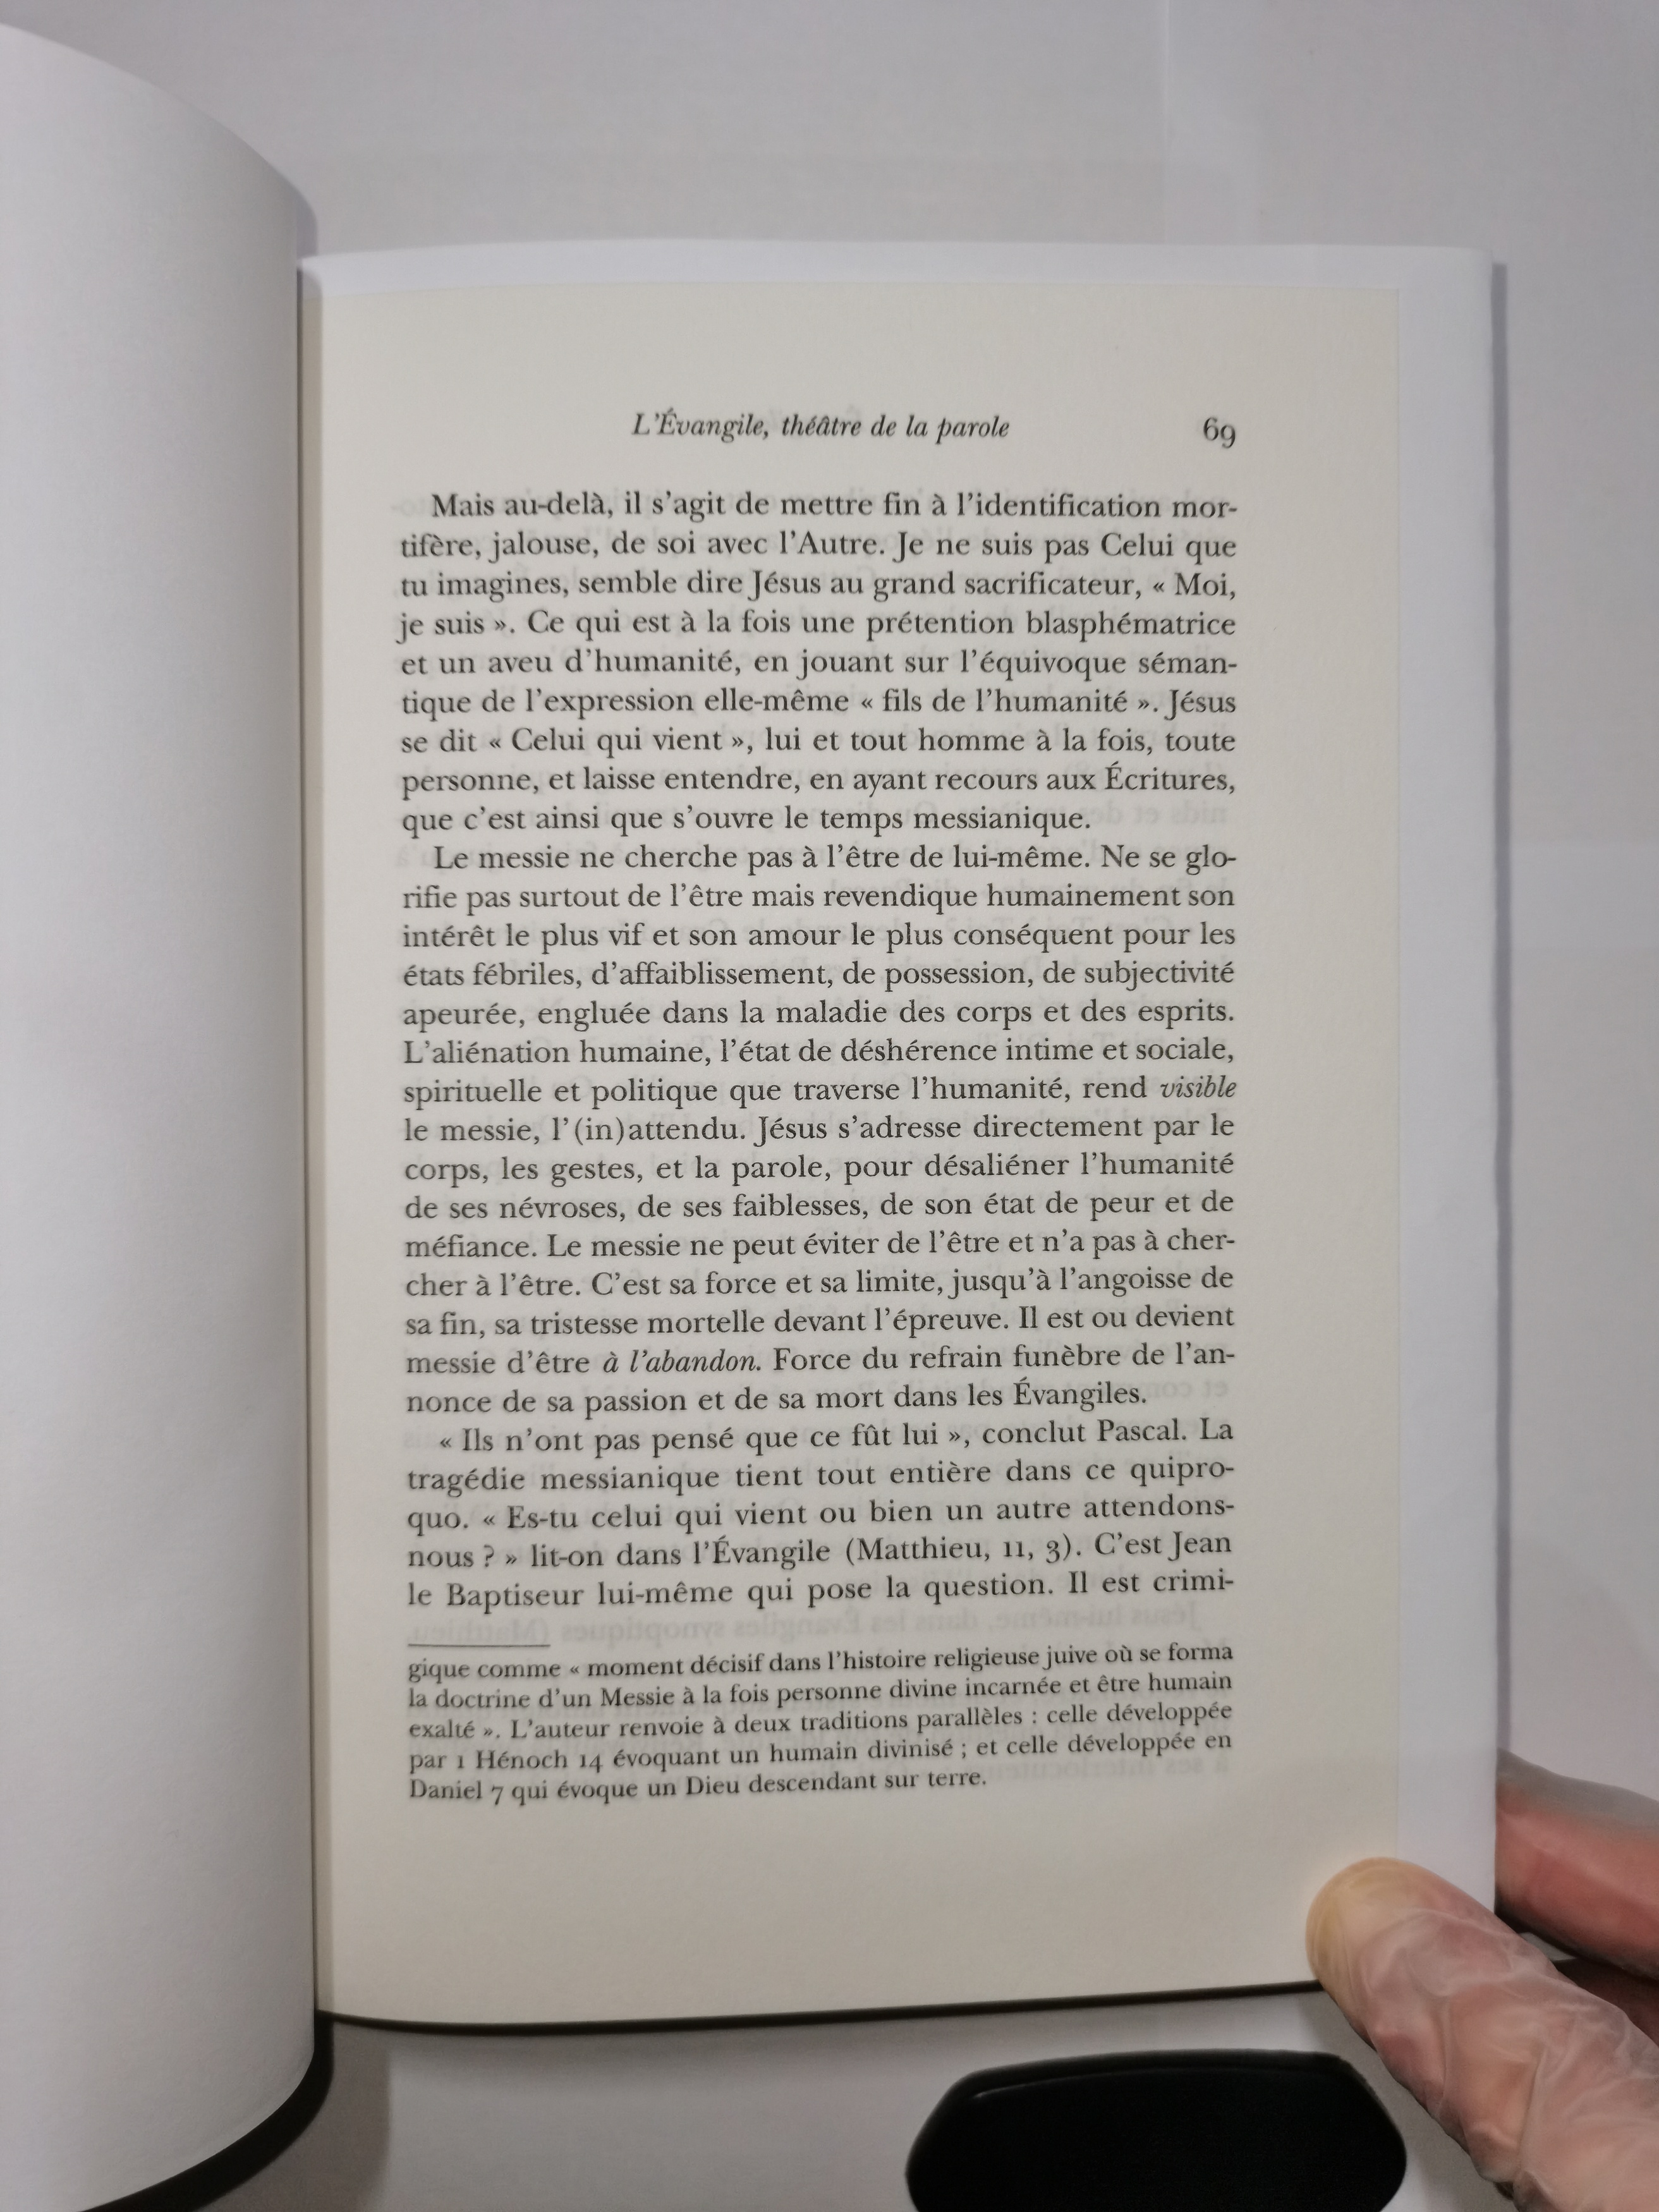 L'Évangile, théâtre de la parole 69
Mais au-delà, il s'agit de mettre fin à l'identification mor-
tifère, jalouse, de soi avec l'Autre. Je ne suis pas Celui que
tu imagines, semble dire Jésus au grand sacrificateur, « Moi,
je suis ». Ce qui est à la fois une prétention blasphématrice
et un aveu d'humanité, en jouant sur l'équivoque séman-
tique de l'expression elle-même « fils de l'humanité ». Jésus
se dit « Celui qui vient », lui et tout homme à la fois, toute
personne, et laisse entendre, en ayant recours aux Écritures,
que c'est ainsi que s'ouvre le temps messianique.
Le messie ne cherche pas à l'être de lui-même. Ne se glo-
rifie pas surtout de l'être mais revendique humainement son
intérêt le plus vif et son amour le plus conséquent pour les
états fébriles, d'affaiblissement, de possession, de subjectivité
apeurée, engluée dans la maladie des corps et des esprits.
L'aliénation humaine, l'état de déshérence intime et sociale,
spirituelle et politique que traverse l'humanité, rend visible
le messie, l'(in)attendu. Jésus s'adresse directement par le
corps, les gestes, et la parole, pour désaliéner l'humanité
de ses névroses, de ses faiblesses, de son état de peur et de
méfiance. Le messie ne peut éviter de l'être et n'a pas à cher-
cher à l'être. C'est sa force et sa limite, jusqu'à l'angoisse de
sa fin, sa tristesse mortelle devant l'épreuve. Il est ou devient
messie d'être à l'abandon. Force du refrain funèbre de l'an-
nonce de sa passion et de sa mort dans les Évangiles.
« Ils n'ont pas pensé que ce fût lui », conclut Pascal. La
tragédie messianique tient tout entière dans ce quipro-
quo. « Es-tu celui qui vient ou bien un autre attendons-
nous ? » lit-on dans l'Évangile (Matthieu, 11, 3). C'est Jean
le Baptiseur lui-même qui pose la question. Il est crimi-
gique comme « moment décisif dans l'histoire religieuse juive où se forma
la doctrine d'un Messie à la fois personne divine incarnée et être humain
exalté ». L'auteur renvoie à deux traditions parallèles : celle développée
par 1 Hénoch 14 évoquant un humain divinisé ; et celle développée en
Daniel 7 qui évoque un Dieu descendant sur terre.